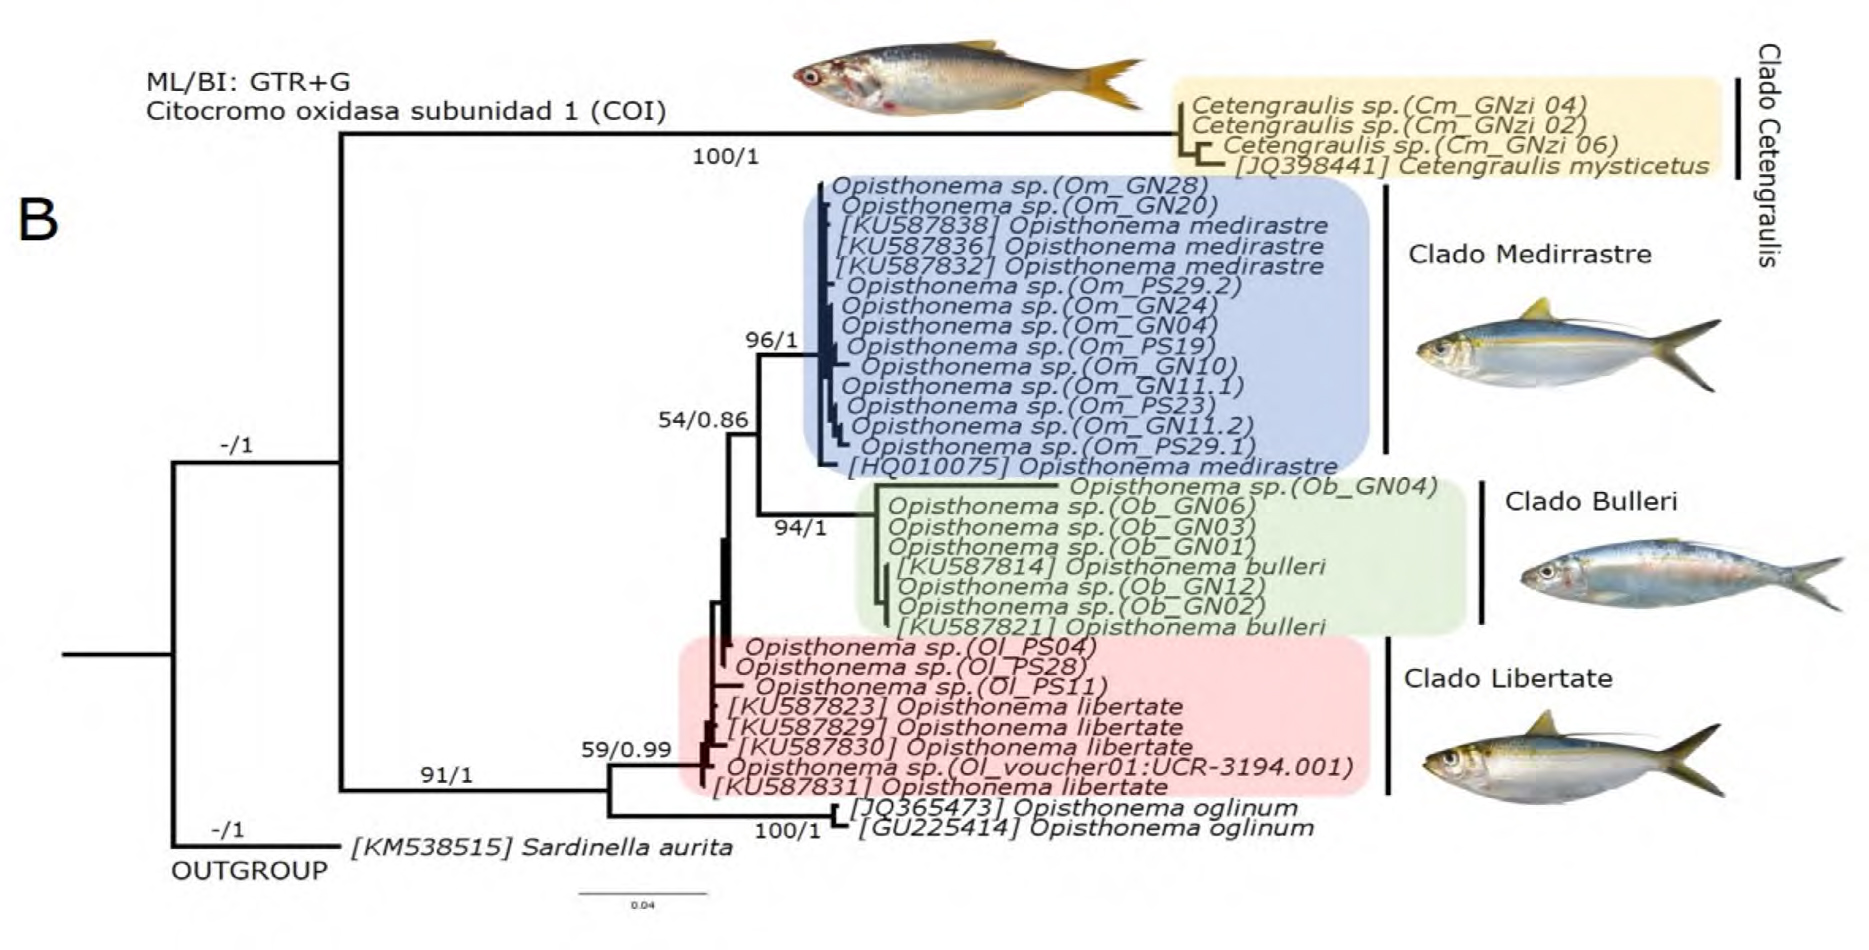 ML/BI: GTR+G
Citocromo oxidasa subunidad 1 (COI)
B
Cetengraulis sp.(Cm_GNzi 04)
Cetengraulis sp.(Cm_GNzi 02)
Cetengraulis sp.(Cm_GNzi 06)
[JQ398441] Cetengraulis mysticetus
Clado Cetengraulis
100/1
Opisthonema sp.(Om_GN28)
Opisthonema sp.(Om_GN20)
[KU587838] Opisthonema medirastre
[KU587836] Opisthonema medirastre
[KU587832] Opisthonema medirastre
Opisthonema sp.(Om_PS29.2)
Opisthonema sp.(Om_GN24)
Opisthonema sp.(Om_GN04)
Opisthonema sp.(Om_PS19)
Opisthonema sp.(Om_GN10)
Opisthonema sp.(Om_GN11.1)
Opisthonema sp.(Om_PS23)
Opisthonema sp.(Om_GN11.2)
Opisthonema sp.(Om_PS29.1)
[HQ010075] Opisthonema medirastre
Clado Medirrastre
96/1
54/0.86
-/1
Opisthonema sp.(Ob_GN04)
Opisthonema sp.(Ob_GN06)
Opisthonema sp.(Ob_GN03)
Opisthonema sp.(Ob_GN01)
[KU587814] Opisthonema bulleri
Opisthonema sp.(Ob_GN12)
Opisthonema sp.(Ob_GN02)
[KU587821] Opisthonema bulleri
Clado Bulleri
94/1
Opisthonema sp.(Ol_PS04)
Opisthonema sp.(Ol_PS28)
Opisthonema sp.(Ol_PS11)
[KU587823] Opisthonema libertate
[KU587829] Opisthonema libertate
[KU587830] Opisthonema libertate
Opisthonema sp.(Ol_voucher01:UCR-3194.001)
[KU587831] Opisthonema libertate
Clado Libertate
59/0.99
91/1
[JQ365473] Opisthonema oglinum
[GU225414] Opisthonema oglinum
100/1
-/1
[KM538515] Sardinella aurita
OUTGROUP
0.04